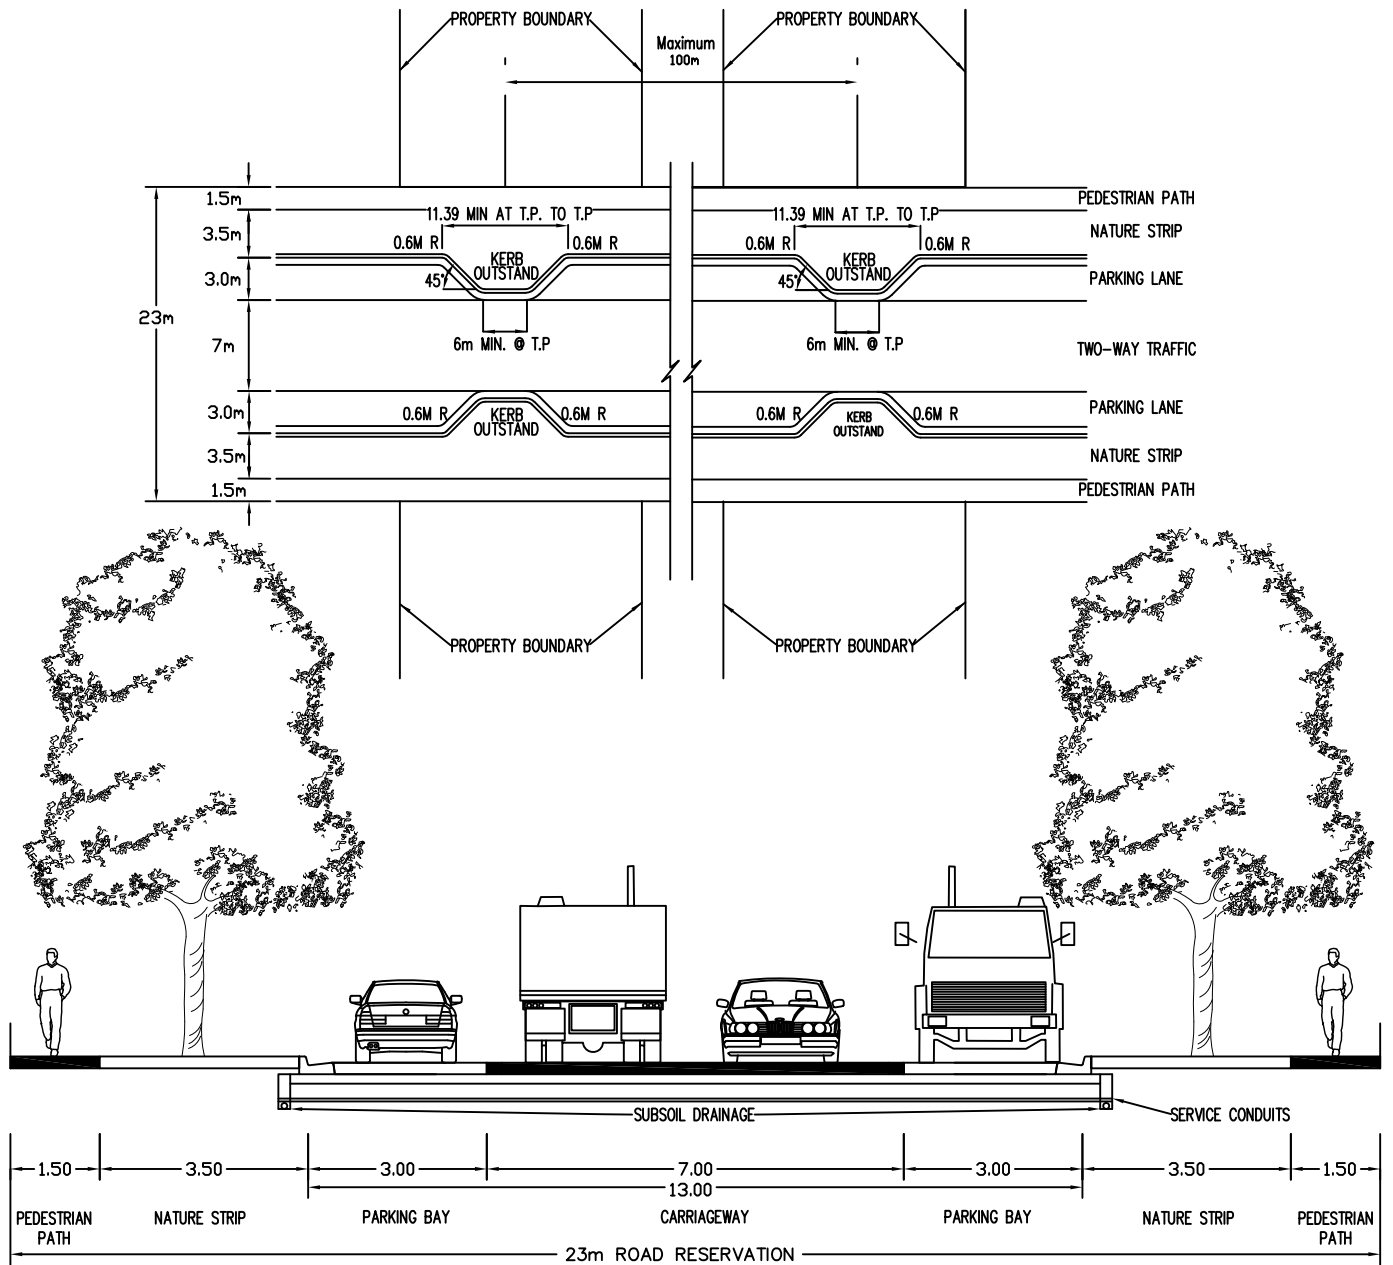 PROPERTY BOUNDARY
PROPERTY BOUNDARY
Maximum
100m
1.5m
PEDESTRIAN PATH
11.39 MIN AT T.P. TO T.P
11.39 MIN AT T.P. TO T.P
3.5m
NATURE STRIP
0.6M R
0.6M R
0.6M R
0.6M R
KERB
OUTSTAND
KERB
OUTSTAND
3.0m
45°
45°
PARKING LANE
23m
7m
6m MIN. @ T.P
6m MIN. @ T.P
TWO-WAY TRAFFIC
3.0m
0.6M R
KERB
OUTSTAND
0.6M R
0.6M R
KERB
OUTSTAND
0.6M R
PARKING LANE
3.5m
NATURE STRIP
1.5m
PEDESTRIAN PATH
PROPERTY BOUNDARY
PROPERTY BOUNDARY
SUBSOIL DRAINAGE
SERVICE CONDUITS
1.50
3.50
3.00
7.00
3.00
3.50
1.50
13.00
PEDESTRIAN
PATH
NATURE STRIP
PARKING BAY
CARRIAGEWAY
PARKING BAY
NATURE STRIP
PEDESTRIAN
PATH
23m ROAD RESERVATION